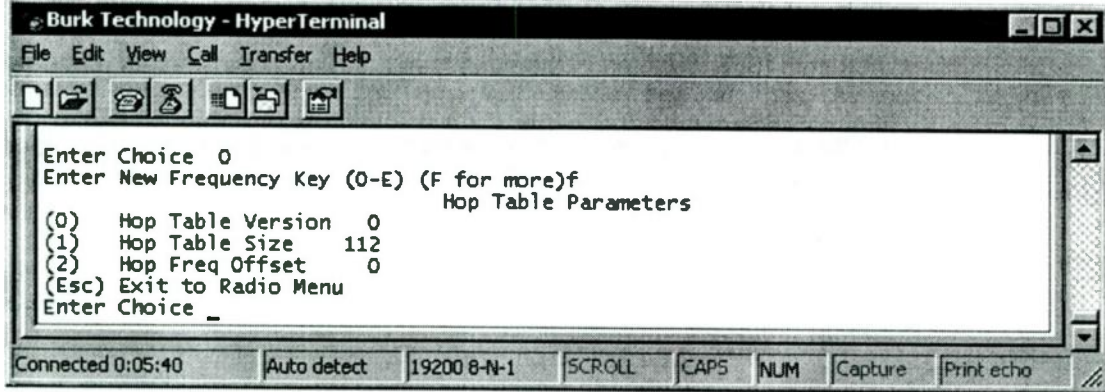 Burk Technology - HyperTerminal
File Edit View Call Transfer Help
Enter Choice 0
Enter New Frequency Key (0-E) (F for more)f
Hop Table Parameters
(0) Hop Table Version 0
(1) Hop Table Size 112
(2) Hop Freq Offset 0
(Esc) Exit to Radio Menu
Enter Choice _
Connected 0:05:40 Auto detect 19200 8-N-1 SCROLL CAPS NUM Capture Print echo